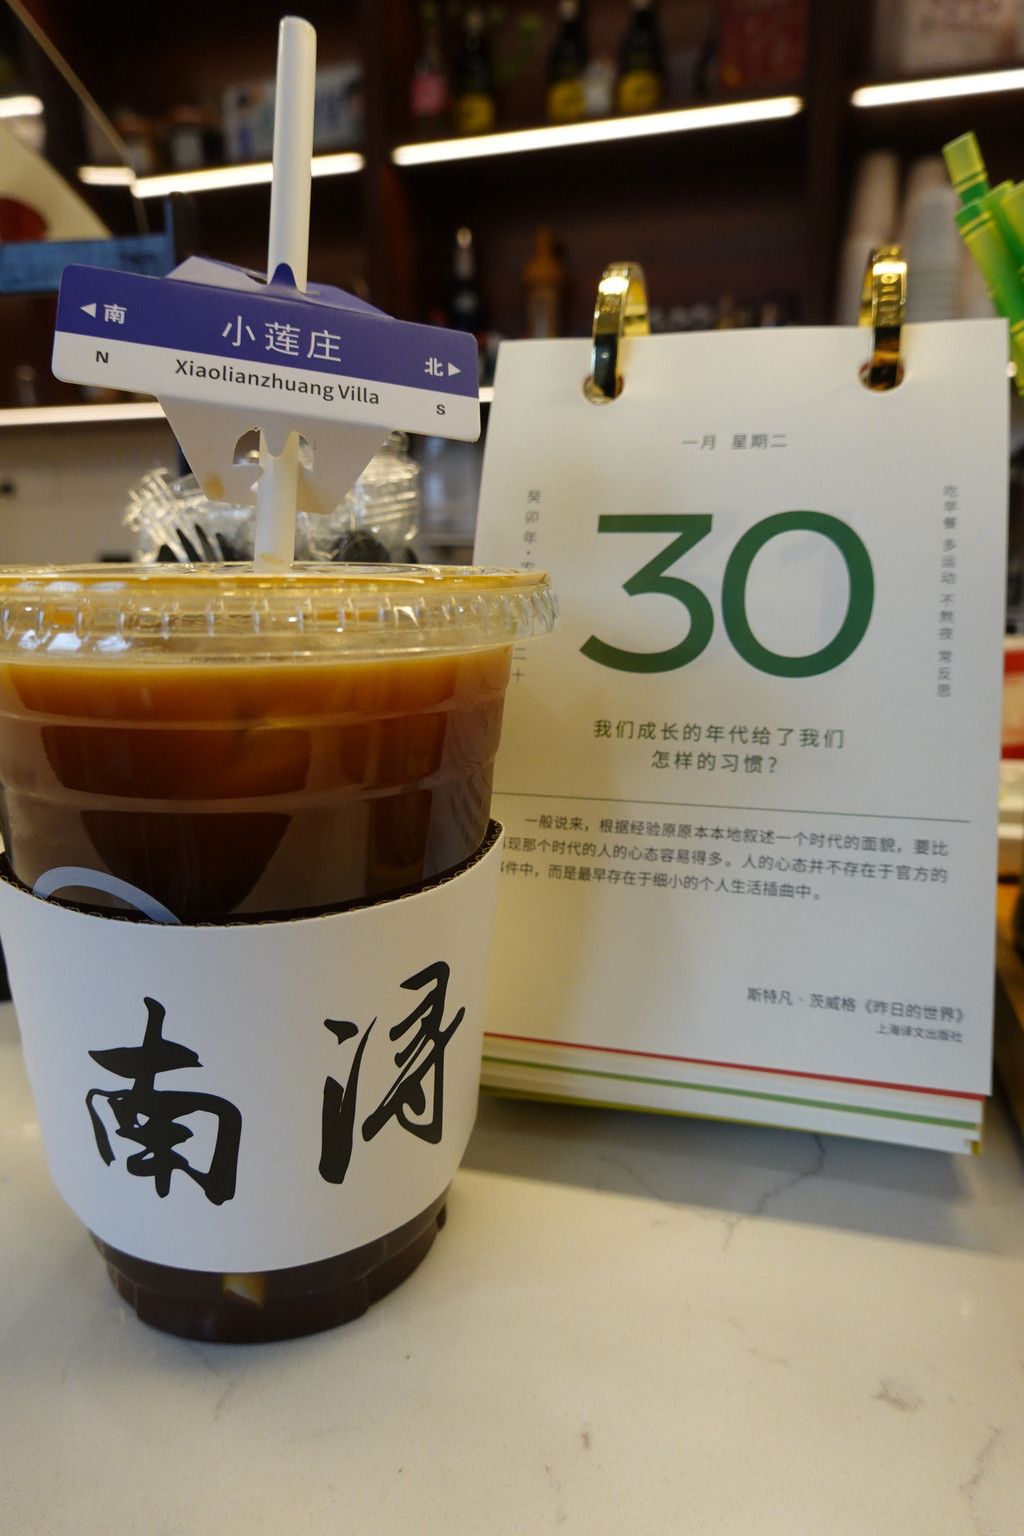 ◀南
小莲庄
北▶
N
Xiaolianzhuang Villa
S
南浔
一月 星期二
癸卯年·
二十
30
吃早餐 多运动 不熬夜 常反思
我们成长的年代给了我们
怎样的习惯？
一般说来，根据经验原原本本地叙述一个时代的面貌，要比
现那个时代的人的心态容易得多。人的心态并不存在于官方的
件中，而是最早存在于细小的个人生活插曲中。
斯特凡·茨威格《昨日的世界》
上海译文出版社